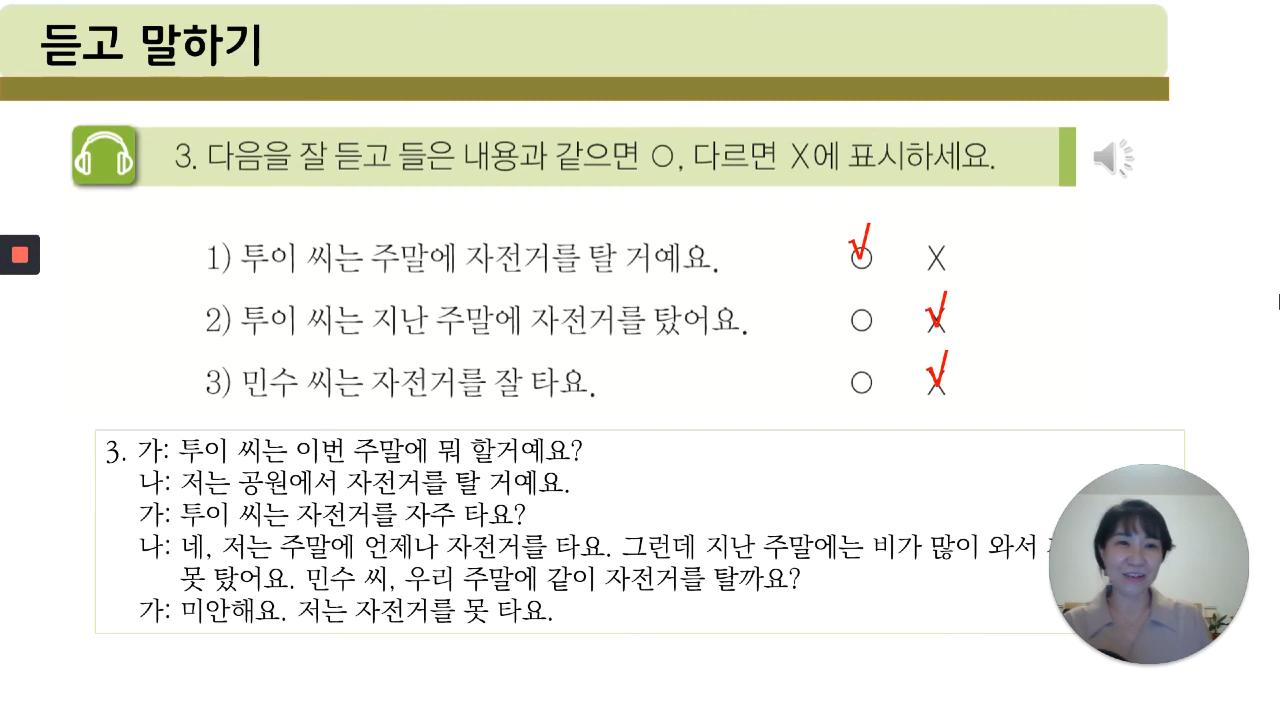 듣고 말하기
3. 다음을 잘 듣고 들은 내용과 같으면 ○, 다르면 X에 표시하세요.
1) 투이 씨는 주말에 자전거를 탈 거예요. ○ X
2) 투이 씨는 지난 주말에 자전거를 탔어요. ○ X
3) 민수 씨는 자전거를 잘 타요. ○ X
3. 가: 투이 씨는 이번 주말에 뭐 할거예요?
나: 저는 공원에서 자전거를 탈 거예요.
가: 투이 씨는 자전거를 자주 타요?
나: 네, 저는 주말에 언제나 자전거를 타요. 그런데 지난 주말에는 비가 많이 와서
못 탔어요. 민수 씨, 우리 주말에 같이 자전거를 탈까요?
가: 미안해요. 저는 자전거를 못 타요.